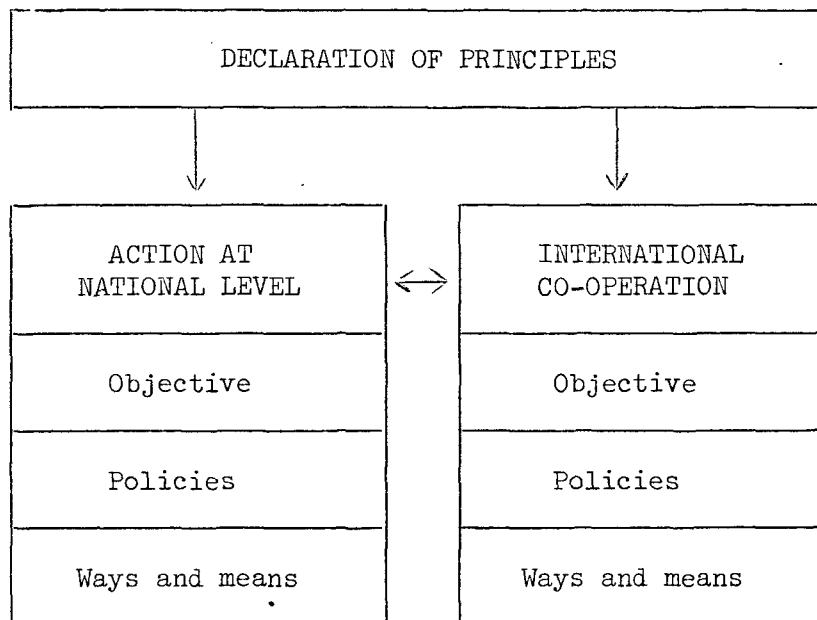 DECLARATION OF PRINCIPLES
ACTION AT
NATIONAL LEVEL
Objective
Policies
Ways and means
INTERNATIONAL
CO-OPERATION
Objective
Policies
Ways and means